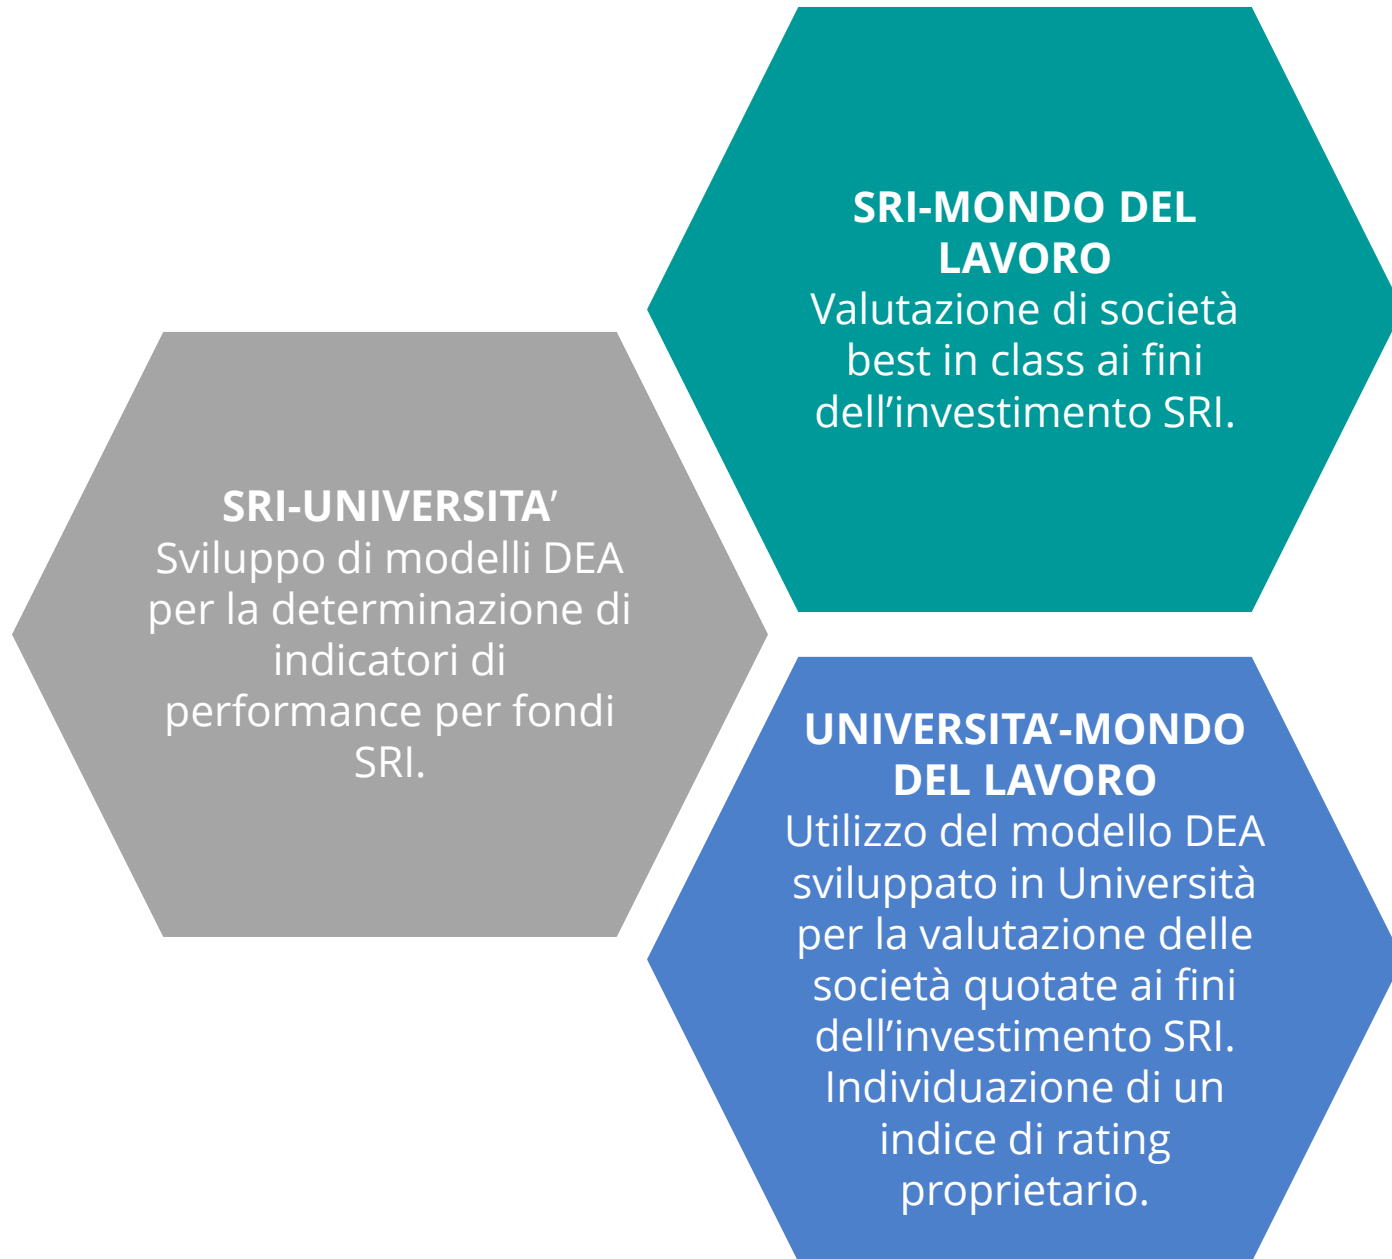 SRI-MONDO DEL
LAVORO
Valutazione di società
best in class ai fini
dell’investimento SRI.
SRI-UNIVERSITA’
Sviluppo di modelli DEA
per la determinazione di
indicatori di
performance per fondi
SRI.
UNIVERSITA’-MONDO
DEL LAVORO
Utilizzo del modello DEA
sviluppato in Università
per la valutazione delle
società quotate ai fini
dell’investimento SRI.
Individuazione di un
indice di rating
proprietario.